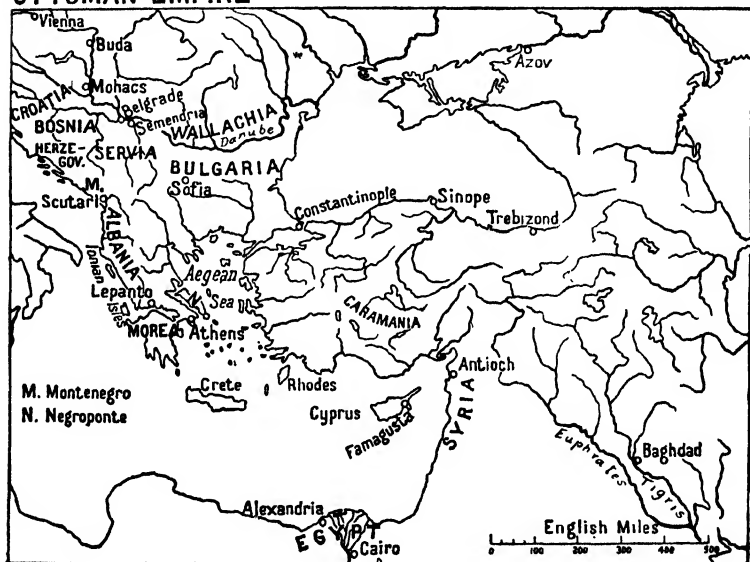 OTTOMAN EMPIRE
Vienna
Buda
Azov
Mohacs
CROATIA
Belgrade
Semendria
BOSNIA
WALLACHIA
Danube
HERZE-
GOV.
SERVIA
BULGARIA
M.
Sofia
Scutari
Constantinople
Sinope
Trebizond
ALBANIA
Ionian
Isles
Aegean
Sea
Lepanto
N.
CARAMANIA
MOREA
Athens
Antioch
M. Montenegro
N. Negroponte
Crete
Rhodes
Cyprus
Famagusta
SYRIA
Euphrates
Baghdad
Tigris
Alexandria
EGYPT
Cairo
English Miles
0 100 200 300 400 500